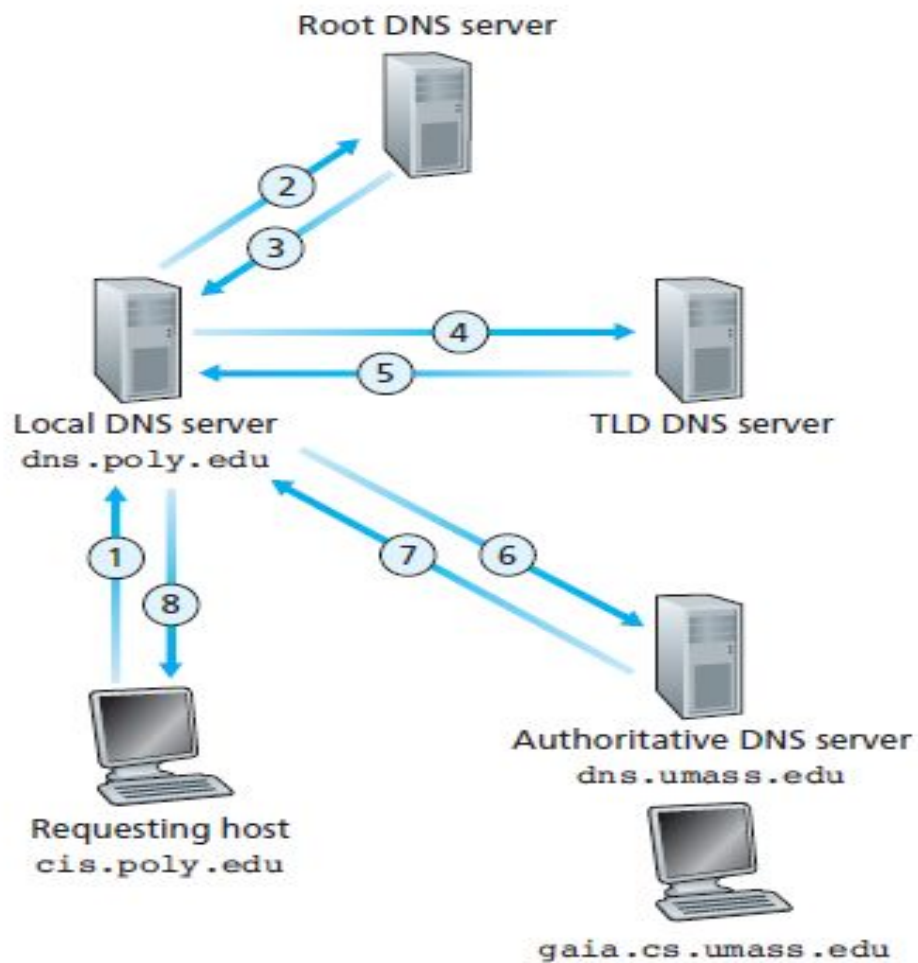 Root DNS server
2
3
4
5
Local DNS server
dns.poly.edu
TLD DNS server
1
8
7
6
Authoritative DNS server
dns.umass.edu
Requesting host
cis.poly.edu
gaia.cs.umass.edu